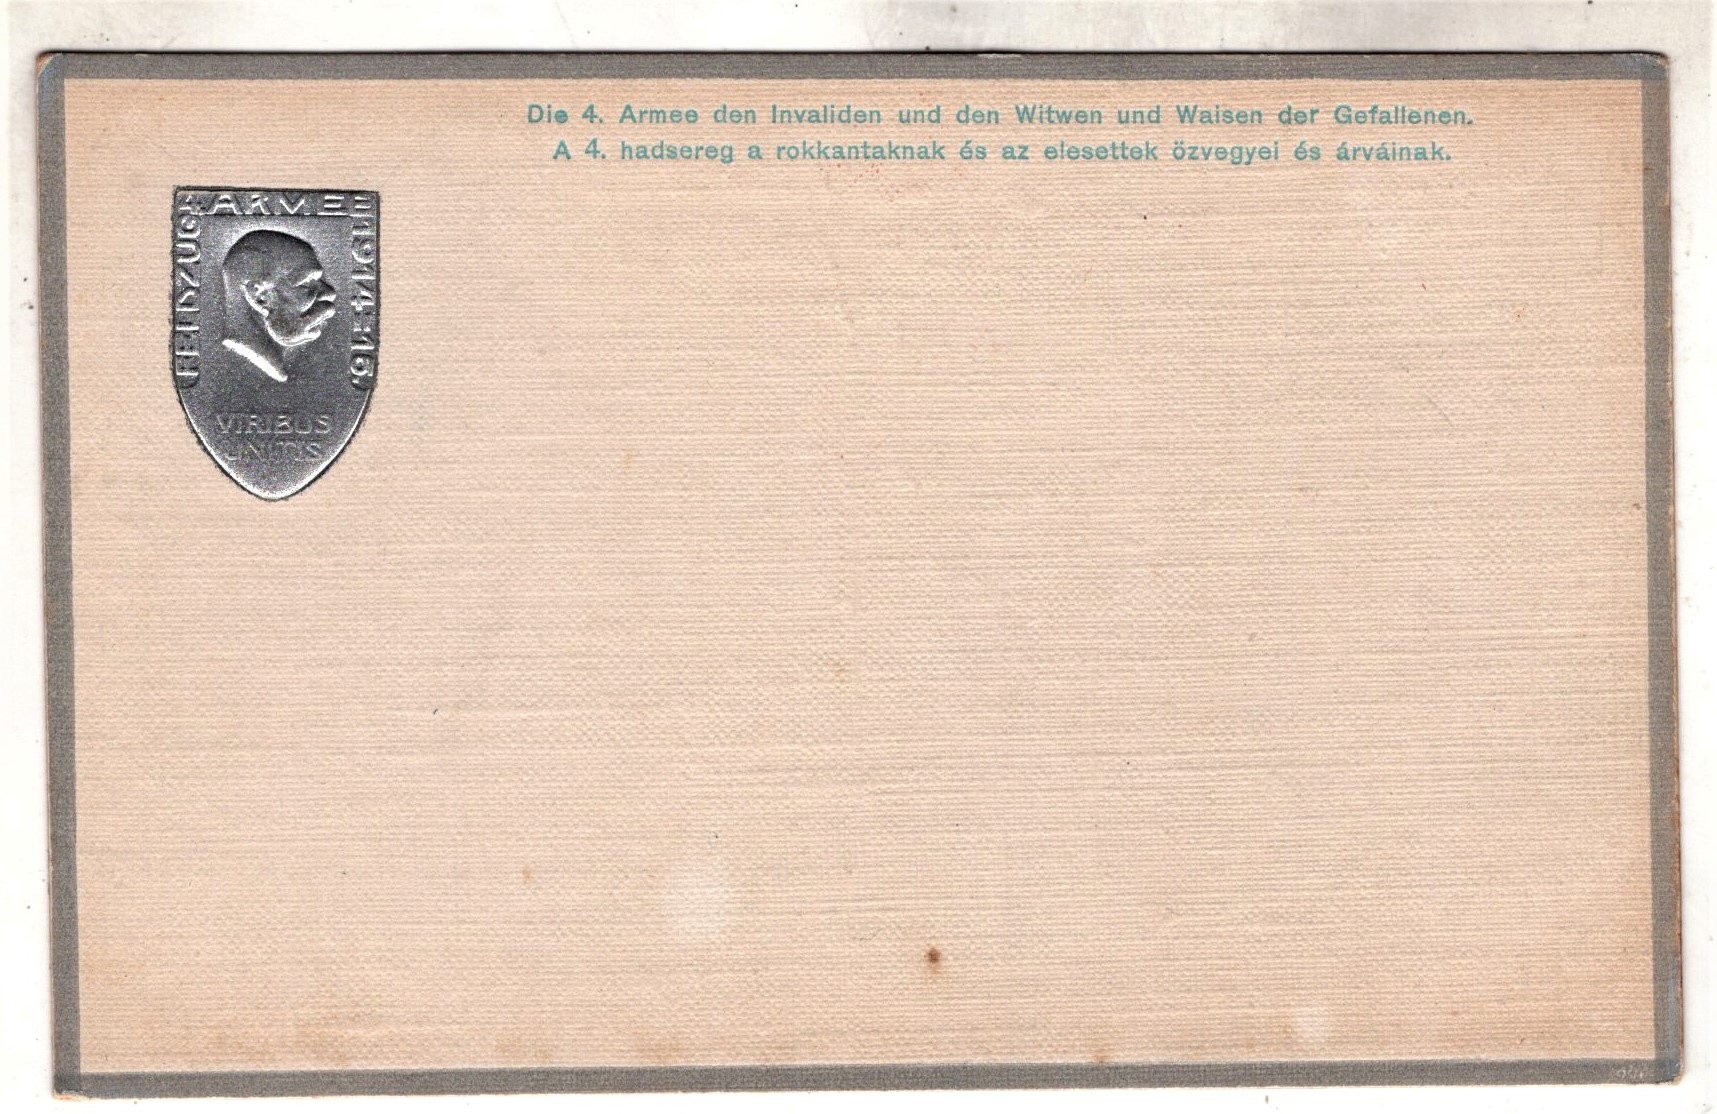 Die 4. Armee den Invaliden und den Witwen und Waisen der Gefallenen.
A 4. hadsereg a rokkantaknak és az elesettek özvegyei és árváinak.
FELDZUG
4. ARMEE
1914-15.
VIRIBUS
UNITIS